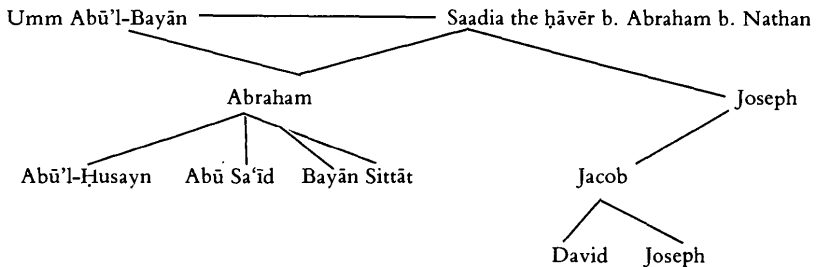 Umm Abū’l-Bayān Saadia the ḥāvēr b. Abraham b. Nathan
Abraham Joseph
Abū’l-Ḥusayn Abū Sa‘īd Bayān Sittāt Jacob
David Joseph